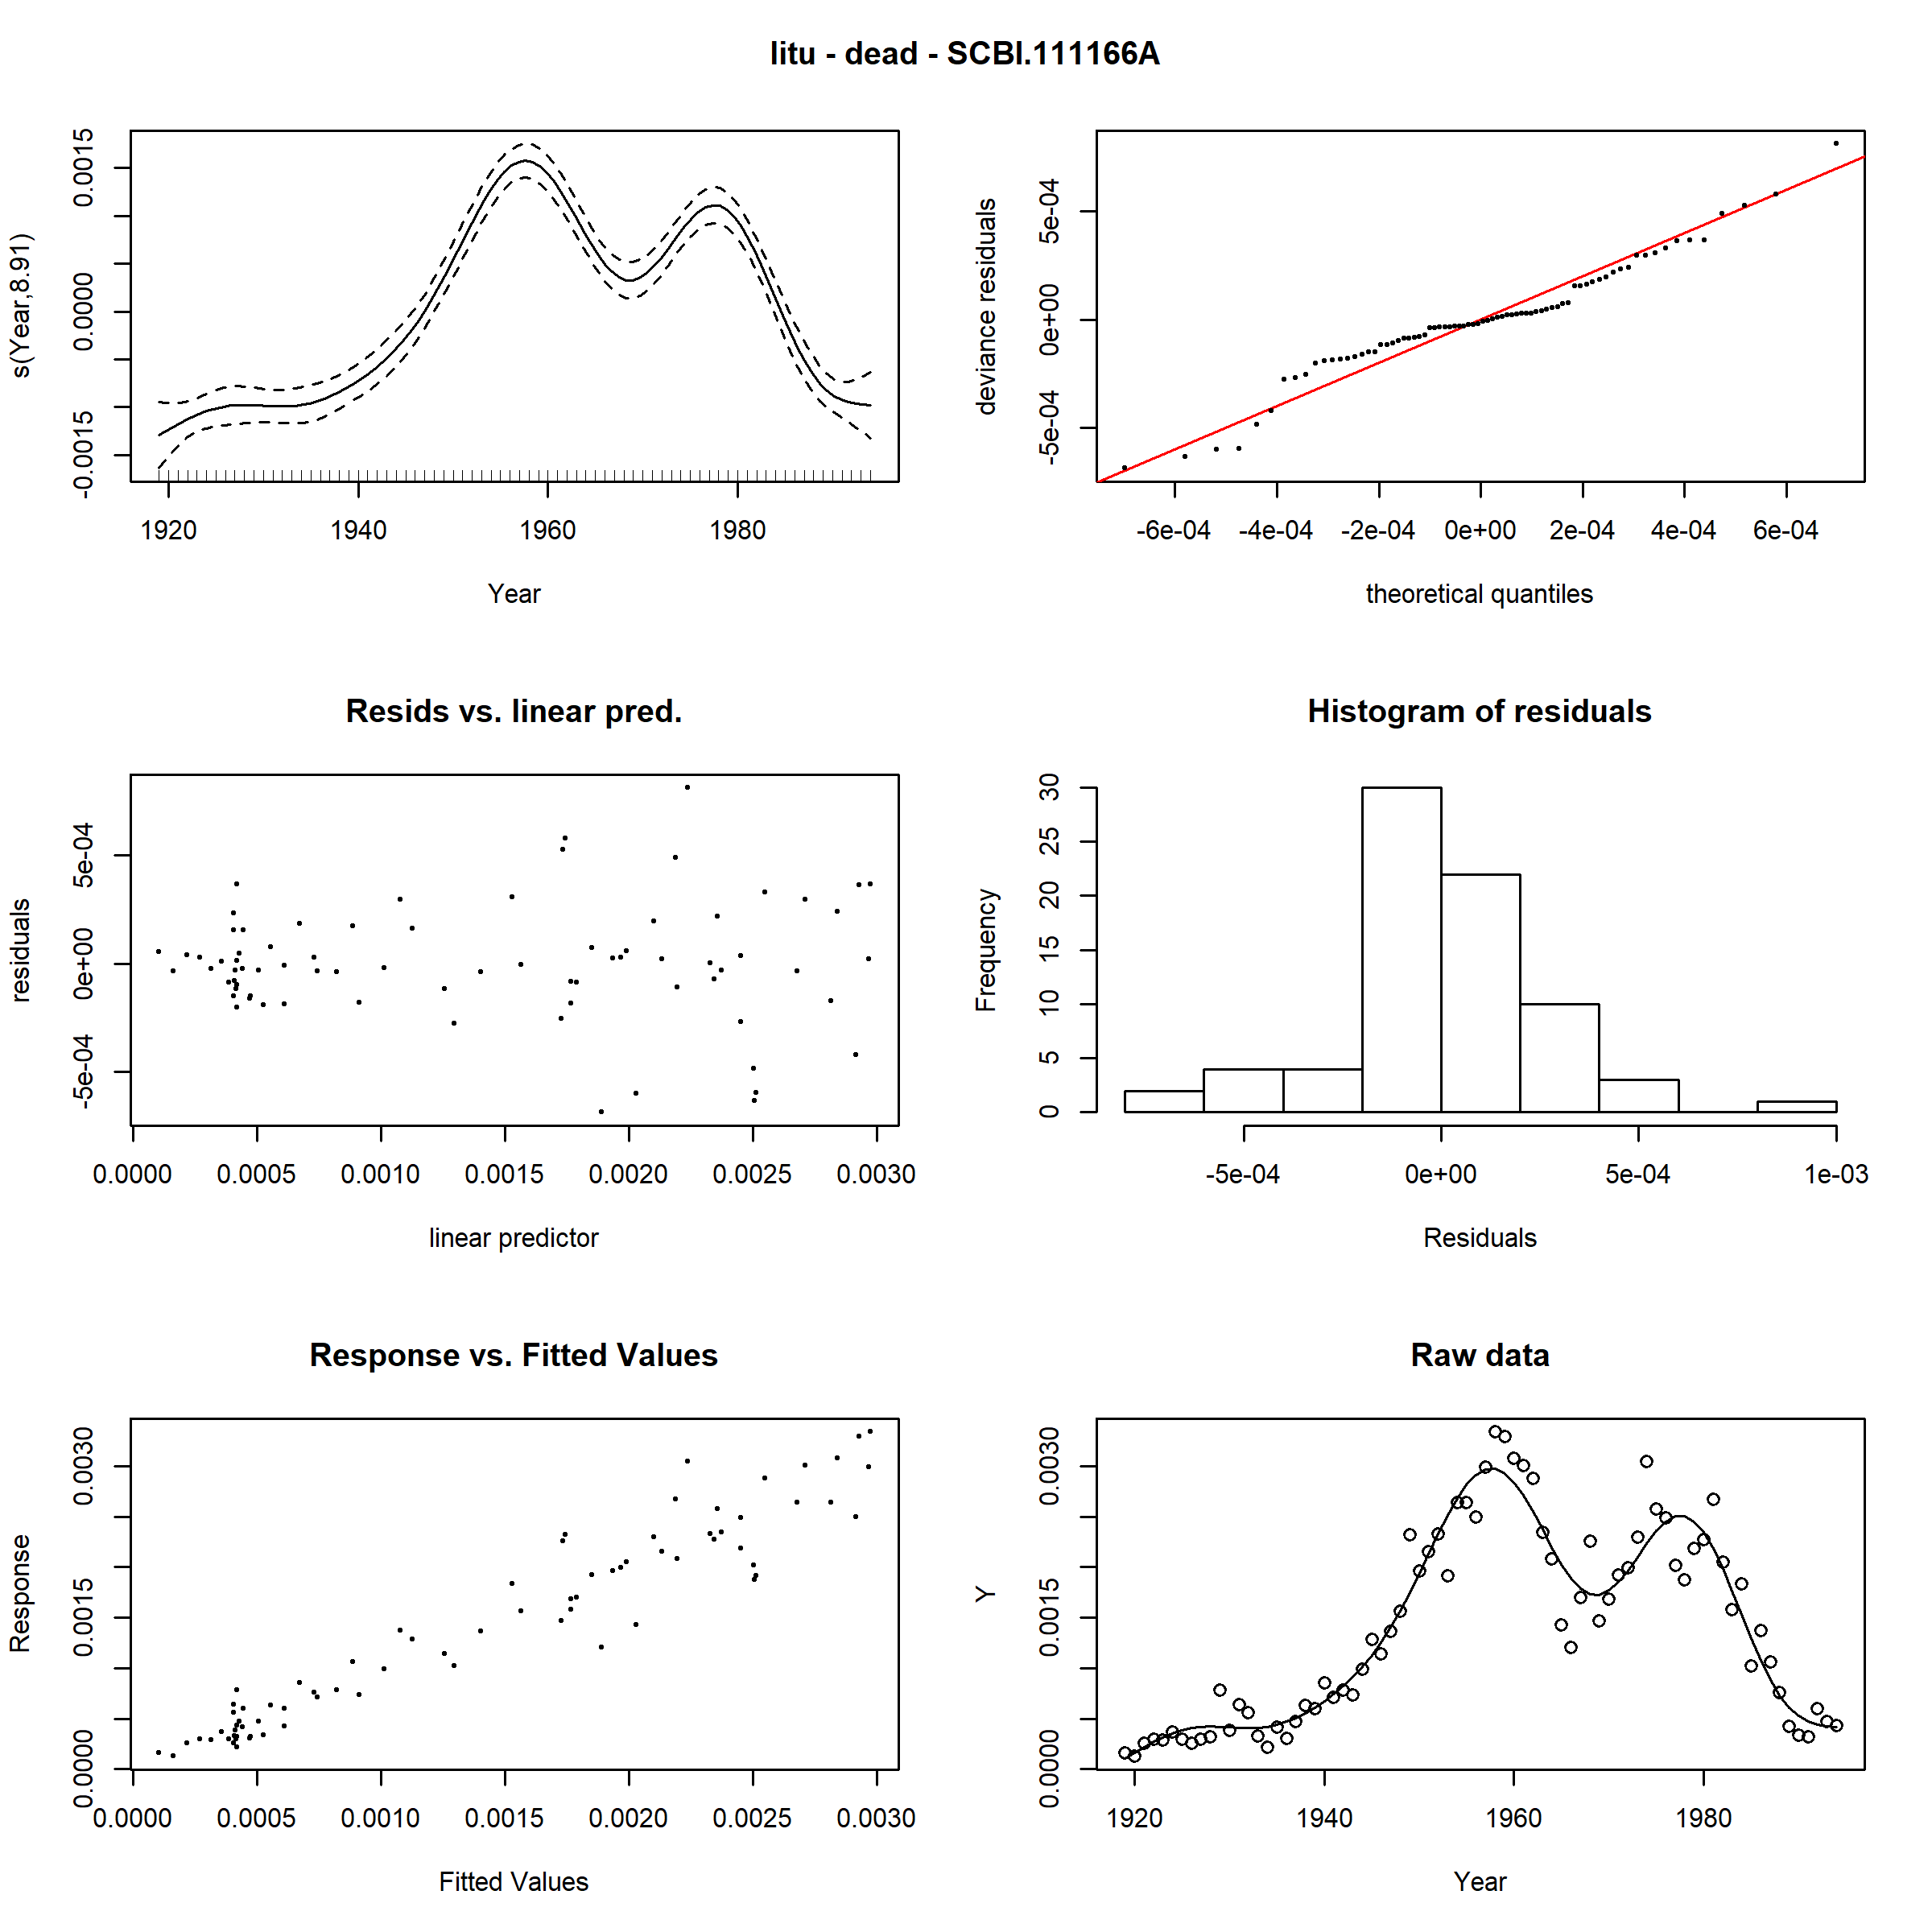 litu - dead - SCBI.111166A
s(Year,8.91)
-0.0015 0.0000 0.0015
1920 1940 1960 1980
Year
deviance residuals
-5e-04 0e+00 5e-04
-6e-04 -4e-04 -2e-04 0e+00 2e-04 4e-04 6e-04
theoretical quantiles
Resids vs. linear pred.
residuals
-5e-04 0e+00 5e-04
0.0000 0.0005 0.0010 0.0015 0.0020 0.0025 0.0030
linear predictor
Histogram of residuals
Frequency
0 5 10 15 20 25 30
-5e-04 0e+00 5e-04 1e-03
Residuals
Response vs. Fitted Values
Response
0.0000 0.0015 0.0030
0.0000 0.0005 0.0010 0.0015 0.0020 0.0025 0.0030
Fitted Values
Raw data
Y
0.0000 0.0015 0.0030
1920 1940 1960 1980
Year